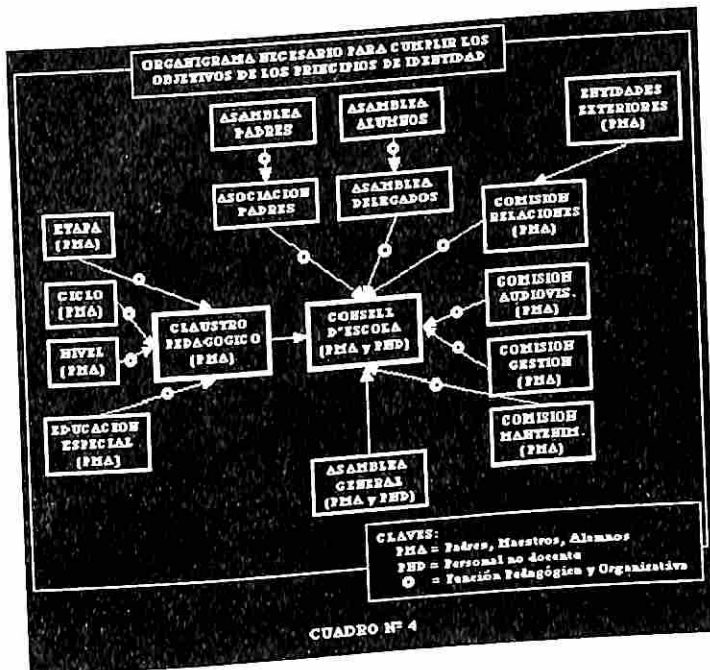 ORGANIGRAMA NECESARIO PARA CUMPLIR LOS
OBJETIVOS DE LOS PRINCIPIOS DE IDENTIDAD
ASAMBLEA
PADRES
ASAMBLEA
ALUMNOS
ENTIDADES
EXTERIORES
(PMA)
ASOCIACION
PADRES
ASAMBLEA
DELEGADOS
COMISION
RELACIONES
(PMA)
ETAPA
(PMA)
CICLO
(PMA)
NIVEL
(PMA)
EDUCACION
ESPECIAL
(PMA)
CLAUSTRO
PEDAGOGICO
(PMA)
CONSELL
D'ESCOLA
(PMA y PND)
COMISION
AUDIOVIS.
(PMA)
COMISION
GESTION
(PMA)
COMISION
MANTENIM.
(PMA)
ASAMBLEA
GENERAL
(PMA y PND)
CLAVES:
PMA = Padres, Maestros, Alumnos
PND = Personal no docente
= Función Pedagógica y Organizativa
CUADRO Nº 4